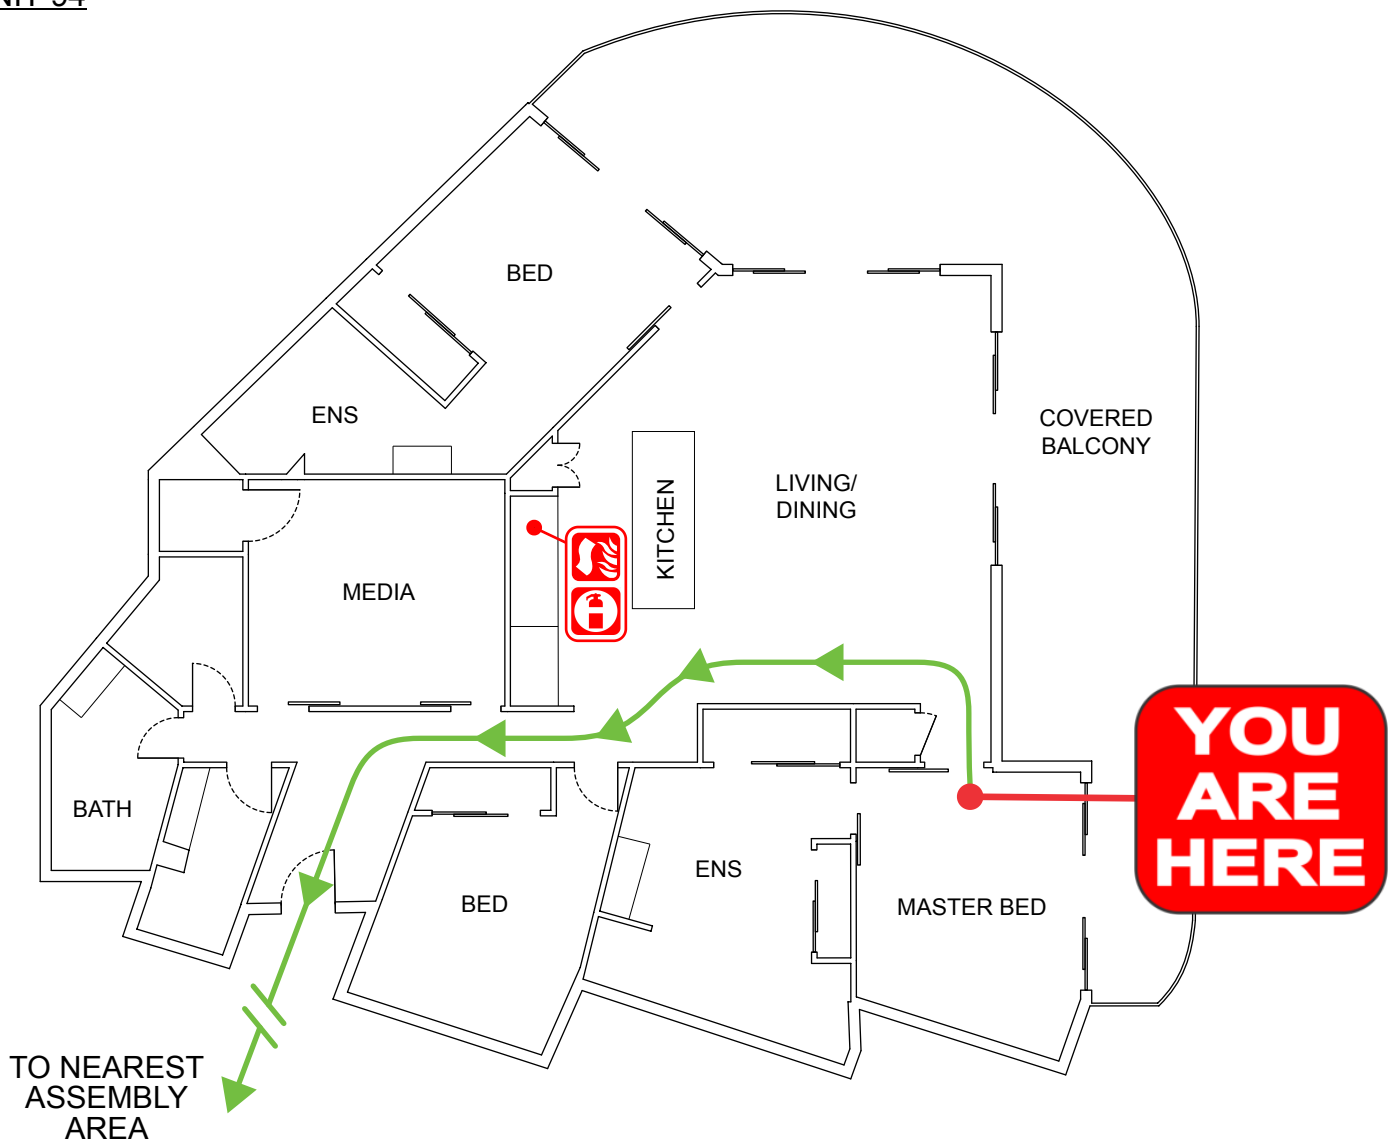 BED
ENS
COVERED
BALCONY
LIVING/
DINING
KITCHEN
MEDIA
YOU
ARE
HERE
BATH
ENS
BED
MASTER BED
TO NEAREST
ASSEMBLY
AREA